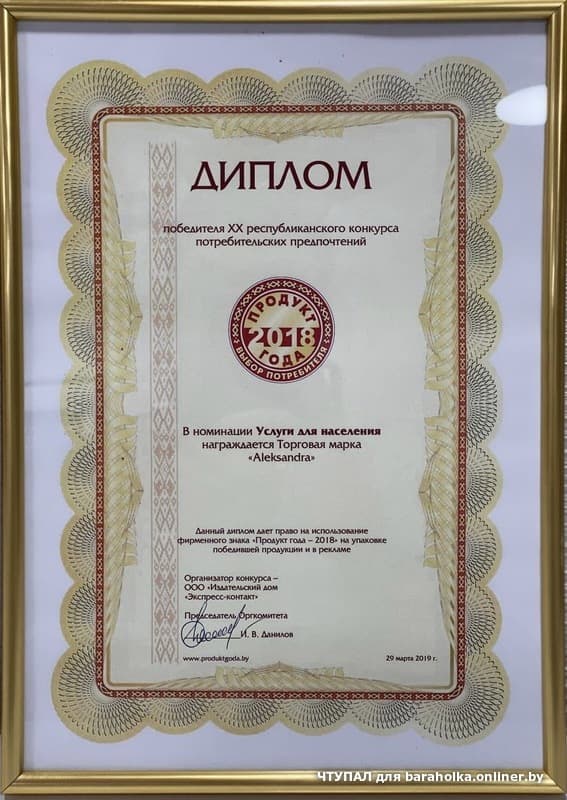 ДИПЛОМ
победителя XX республиканского конкурса
потребительских предпочтений
ПРОДУКТ
2018
ГОДА
ВЫБОР ПОТРЕБИТЕЛЯ
В номинации Услуги для населения
награждается Торговая марка
«Aleksandra»
Данный диплом дает право на использование
фирменного знака «Продукт года – 2018» на упаковке
победившей продукции и в рекламе
Организатор конкурса –
ООО «Издательский дом
«Экспресс-контакт»
Председатель Оргкомитета
И. В. Данилов
www.produktgoda.by
29 марта 2019 г.
ЧТУПАЛ для baraholka.onliner.by